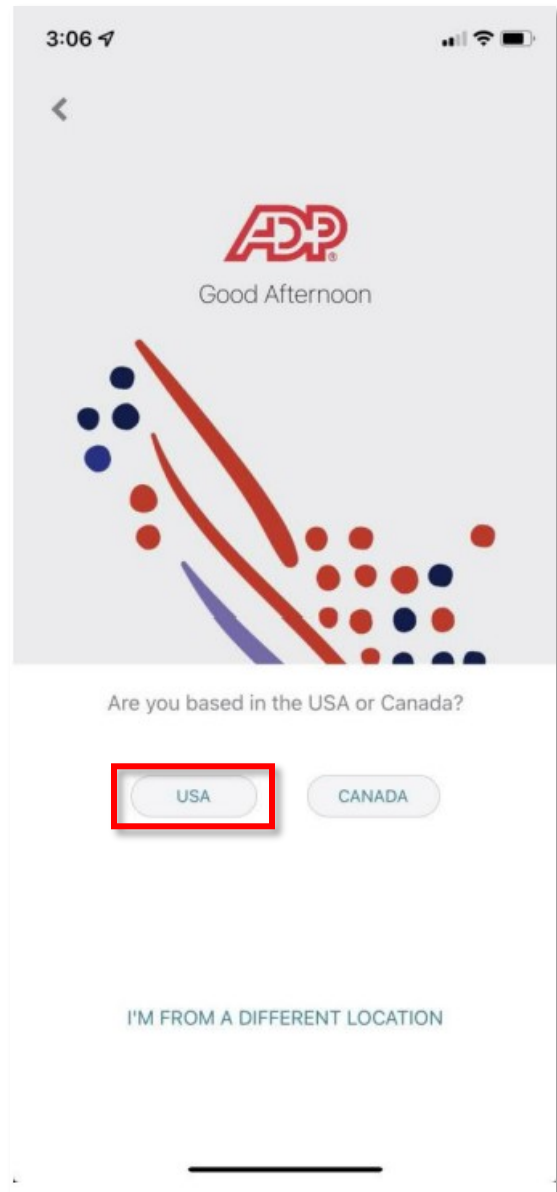 3:06
ADP
Good Afternoon
Are you based in the USA or Canada?
USA CANADA
I'M FROM A DIFFERENT LOCATION